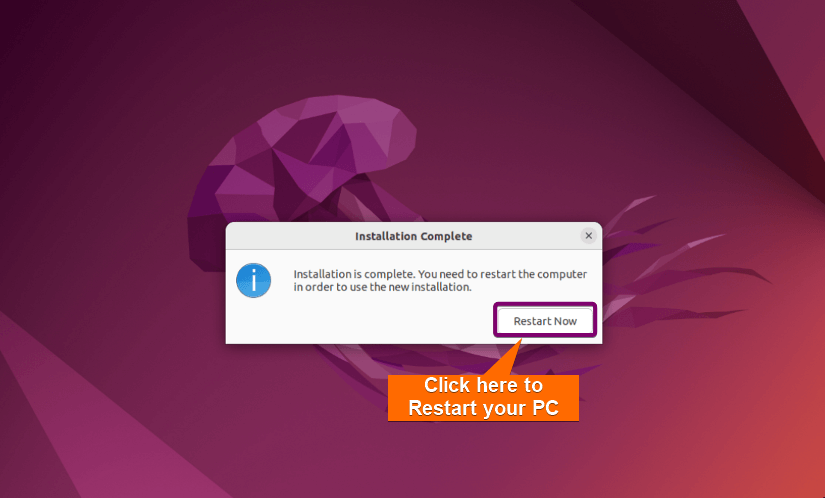 Installation Complete
Installation is complete. You need to restart the computer
in order to use the new installation.
Restart Now
Click here to
Restart your PC